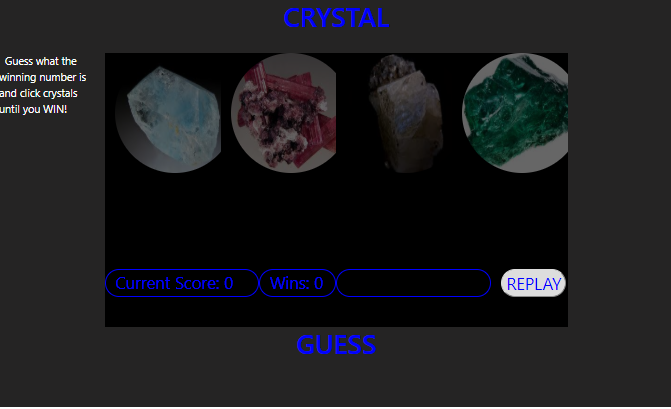 CRYSTAL
Guess what the
winning number is
and click crystals
until you WIN!
Current Score: 0
Wins: 0
REPLAY
GUESS